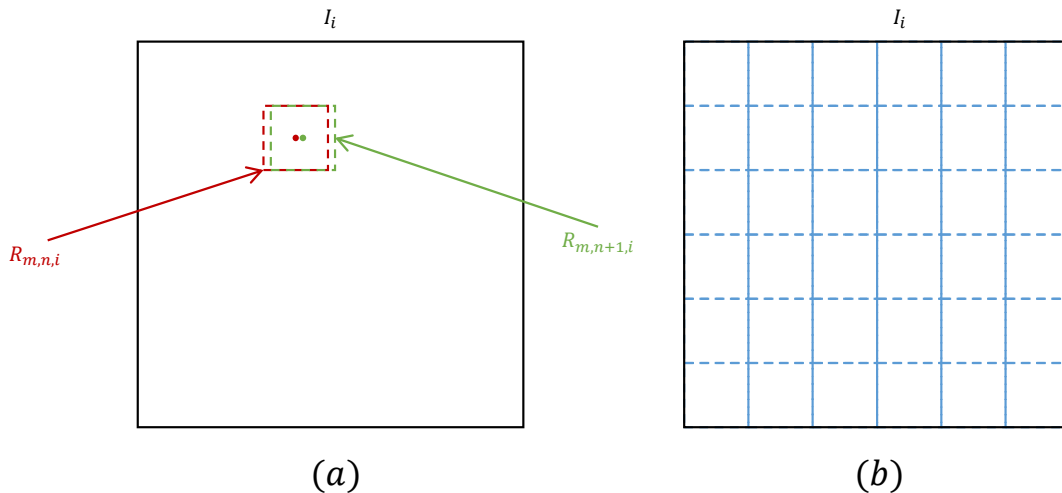 I_i
I_i
R_{m,n,i}
R_{m,n+1,i}
(a)
(b)